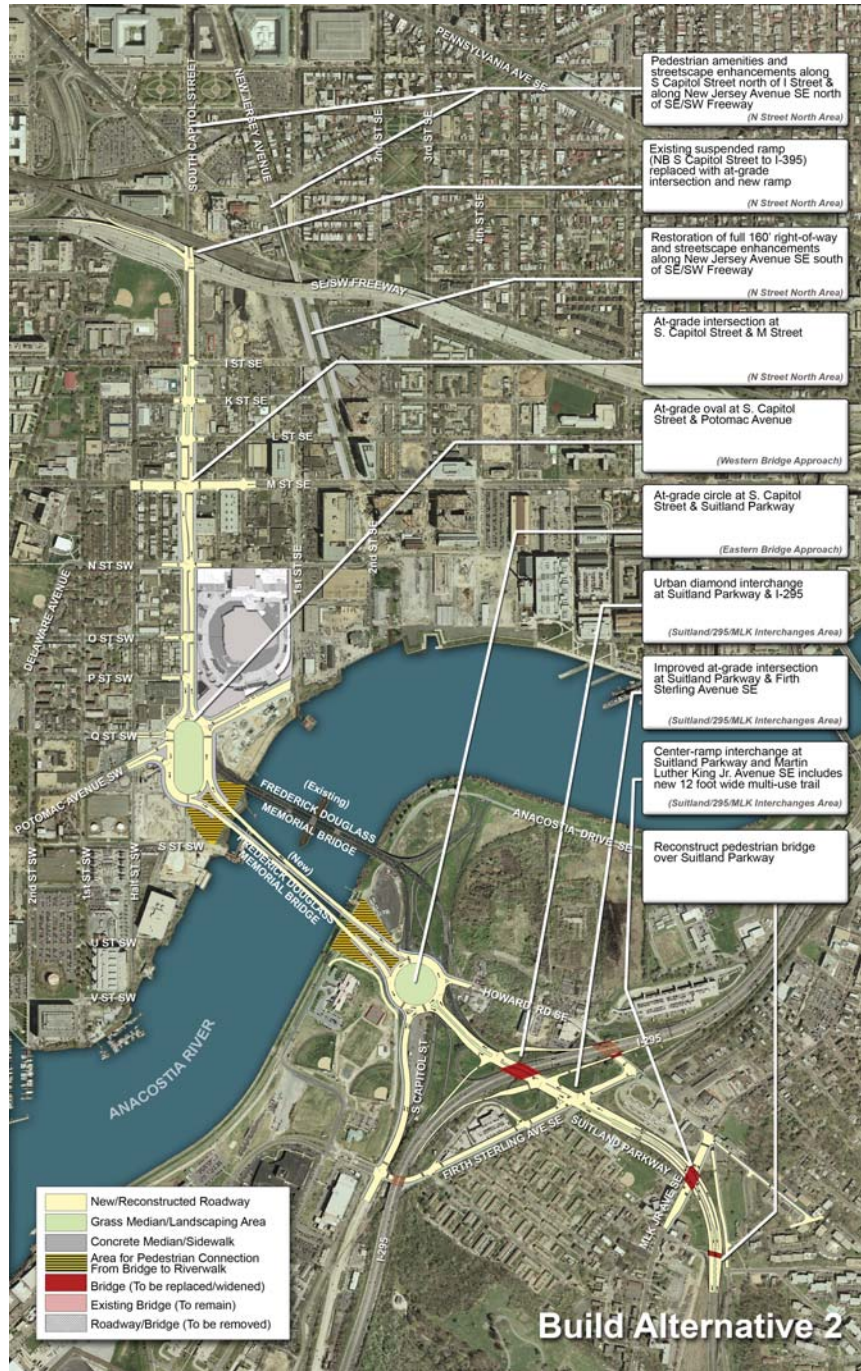 PENNSYLVANIA AVE SE
SOUTH CAPITOL STREET
NEW JERSEY AVENUE
2nd ST SE
3rd ST SE
4th ST SE
Pedestrian amenities and
streetscape enhancements along
S Capitol Street north of I Street &
along New Jersey Avenue SE north
of SE/SW Freeway
(N Street North Area)
Existing suspended ramp
(NB S Capitol Street to I-395)
replaced with at-grade
intersection and new ramp
(N Street North Area)
Restoration of full 160' right-of-way
and streetscape enhancements
along New Jersey Avenue SE south
of SE/SW Freeway
(N Street North Area)
SE/SW FREEWAY
At-grade intersection at
S. Capitol Street & M Street
(N Street North Area)
I ST SE
K ST SE
L ST SE
M ST SE
At-grade oval at S. Capitol
Street & Potomac Avenue
(Western Bridge Approach)
At-grade circle at S. Capitol
Street & Suitland Parkway
(Eastern Bridge Approach)
1st ST SE
2nd ST SE
N ST SW
DELAWARE AVENUE
O ST SW
P ST SW
Q ST SW
POTOMAC AVENUE SW
Urban diamond interchange
at Suitland Parkway & I-295
(Suitland/295/MLK Interchanges Area)
Improved at-grade intersection
at Suitland Parkway & Firth
Sterling Avenue SE
(Suitland/295/MLK Interchanges Area)
Center-ramp interchange at
Suitland Parkway and Martin
Luther King Jr. Avenue SE includes
new 12 foot wide multi-use trail
(Suitland/295/MLK Interchanges Area)
Reconstruct pedestrian bridge
over Suitland Parkway
(Existing)
FREDERICK DOUGLASS
MEMORIAL BRIDGE
(New)
FREDERICK DOUGLASS
MEMORIAL BRIDGE
ANACOSTIA DRIVE SE
S ST SW
2nd ST SW
1st ST SW
Half ST SW
U ST SW
V ST SW
HOWARD RD SE
I-295
S CAPITOL ST
ANACOSTIA RIVER
SUITLAND PARKWAY
FIRTH STERLING AVE SE
MLK JR AVE SE
I-295
New/Reconstructed Roadway
Grass Median/Landscaping Area
Concrete Median/Sidewalk
Area for Pedestrian Connection
From Bridge to Riverwalk
Bridge (To be replaced/widened)
Existing Bridge (To remain)
Roadway/Bridge (To be removed)
Build Alternative 2